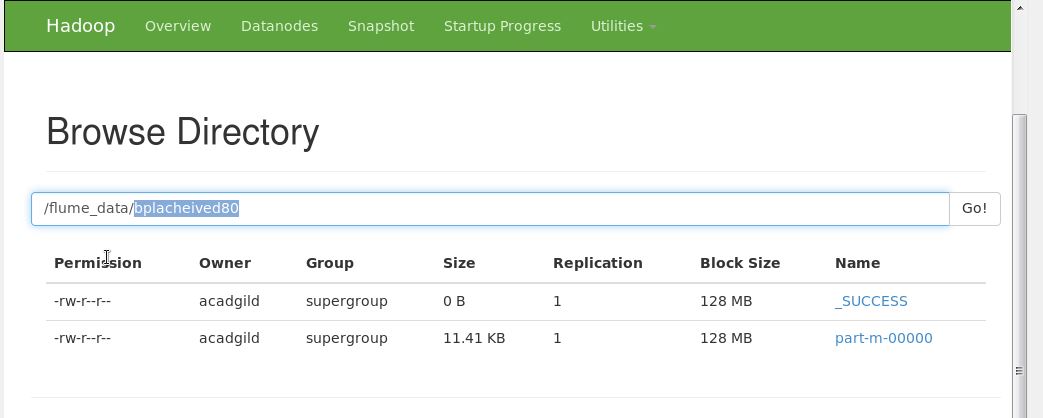 Hadoop Overview Datanodes Snapshot Startup Progress Utilities
Browse Directory
/flume_data/bplacheived80 Go!
Permission Owner Group Size Replication Block Size Name
-rw-r--r-- acadgild supergroup 0 B 1 128 MB _SUCCESS
-rw-r--r-- acadgild supergroup 11.41 KB 1 128 MB part-m-00000